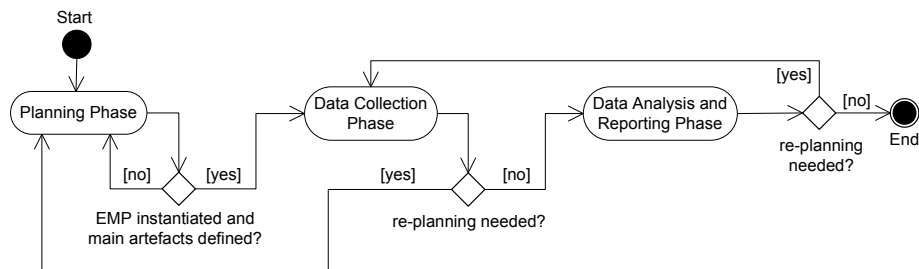 Start
Planning Phase
[no]
[yes]
EMP instantiated and
main artefacts defined?
Data Collection
Phase
[yes]
[no]
re-planning needed?
Data Analysis and
Reporting Phase
[yes]
[no]
re-planning
needed?
End